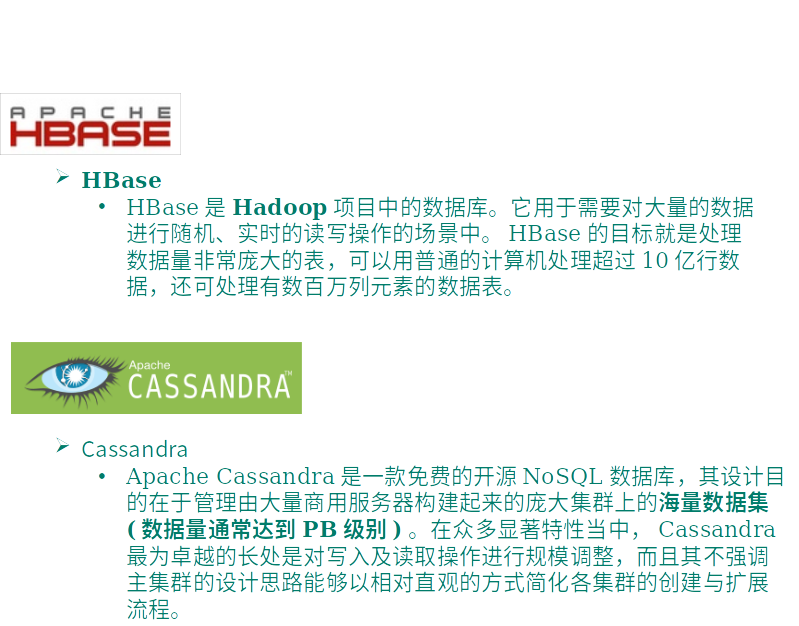 APACHE
HBASE
➢ HBase
• HBase 是 Hadoop 项目中的数据库。它用于需要对大量的数据
进行随机、实时的读写操作的场景中。 HBase 的目标就是处理
数据量非常庞大的表，可以用普通的计算机处理超过 10 亿行数
据，还可处理有数百万列元素的数据表。
Apache
CASSANDRA™
➢ Cassandra
• Apache Cassandra 是一款免费的开源 NoSQL 数据库，其设计目
的在于管理由大量商用服务器构建起来的庞大集群上的海量数据集
( 数据量通常达到 PB 级别 ) 。在众多显著特性当中， Cassandra
最为卓越的长处是对写入及读取操作进行规模调整，而且其不强调
主集群的设计思路能够以相对直观的方式简化各集群的创建与扩展
流程。